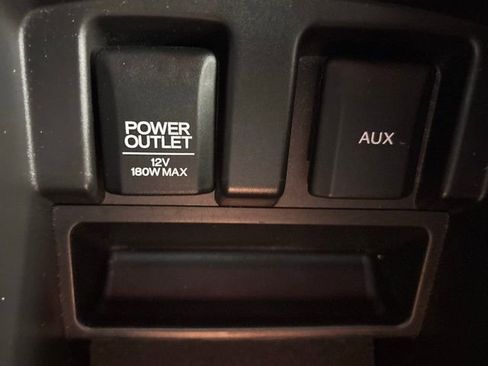 POWER
OUTLET
12V
180W MAX
AUX